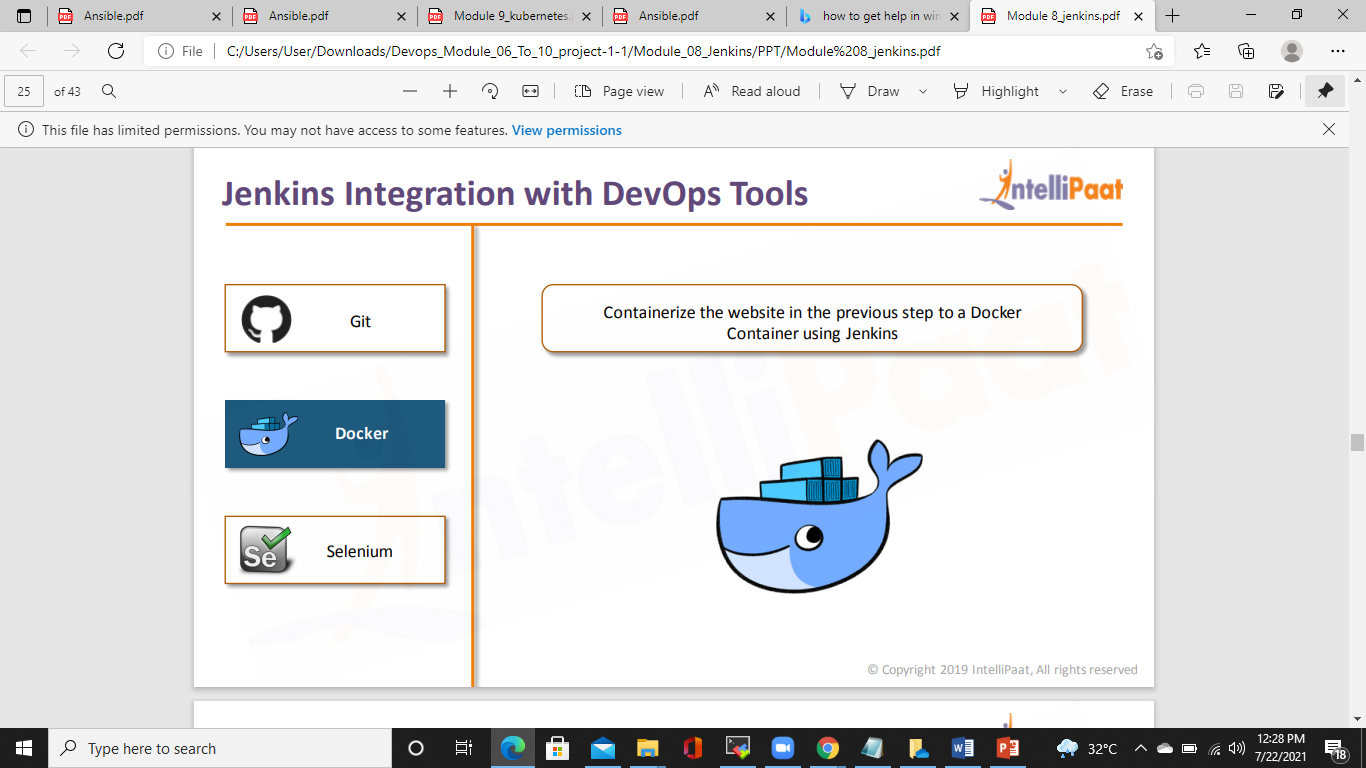 Ansible.pdf
Ansible.pdf
Module 9_kubernetes.
Ansible.pdf
how to get help in win
Module 8_jenkins.pdf
File
C:/Users/User/Downloads/Devops_Module_06_To_10_project-1-1/Module_08_Jenkins/PPT/Module%208_jenkins.pdf
25 of 43
Page view
Read aloud
Draw
Highlight
Erase
This file has limited permissions. You may not have access to some features. View permissions
Jenkins Integration with DevOps Tools
IntelliPaat
Git
Containerize the website in the previous step to a Docker
Container using Jenkins
Docker
Se
Selenium
IntelliPaat
© Copyright 2019 IntelliPaat, All rights reserved
Type here to search
32°C
12:28 PM
7/22/2021
18